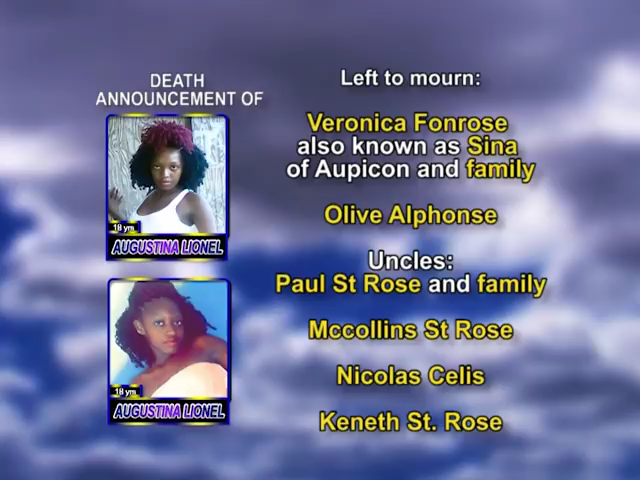 DEATH
ANNOUNCEMENT OF
18 yrs
AUGUSTINA LIONEL
18 yrs
AUGUSTINA LIONEL
Left to mourn:
Veronica Fonrose
also known as Sina
of Aupicon and family
Olive Alphonse
Uncles:
Paul St Rose and family
Mccollins St Rose
Nicolas Celis
Keneth St. Rose